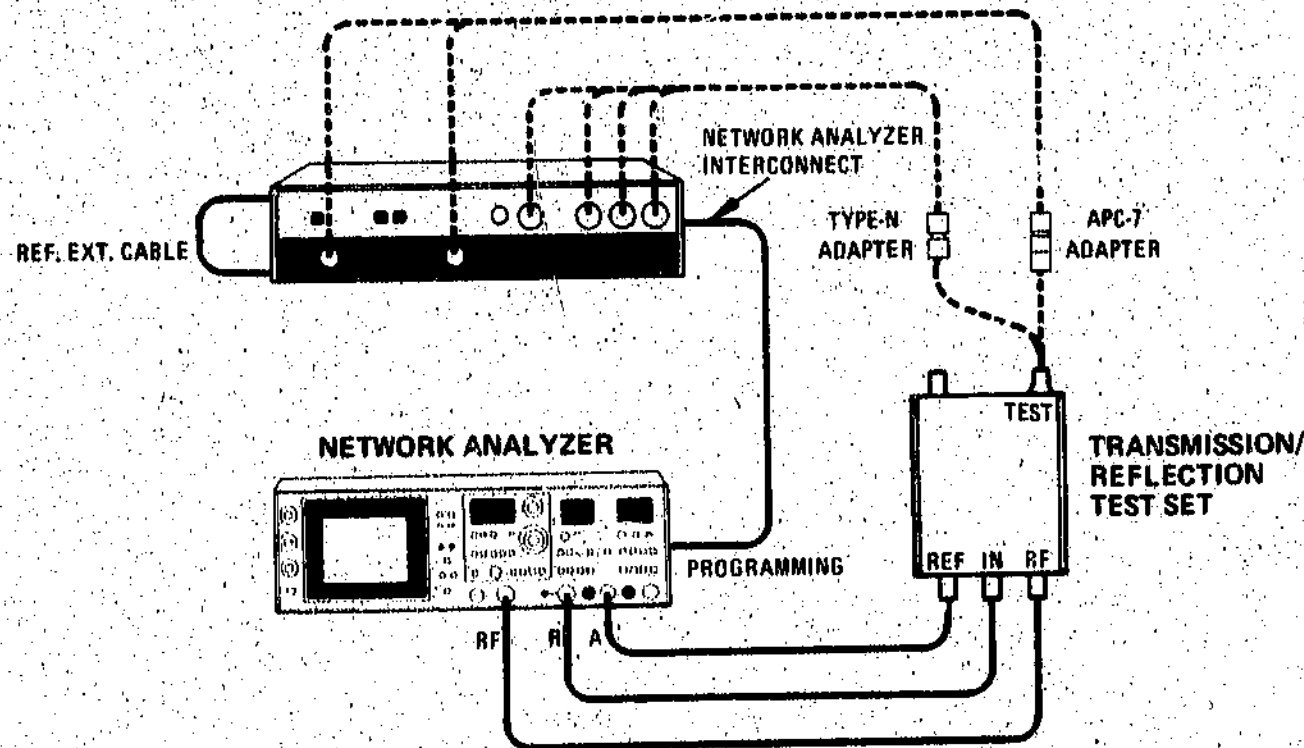 NETWORK ANALYZER
INTERCONNECT
REF. EXT. CABLE
TYPE-N
ADAPTER
APC-7
ADAPTER
TEST
NETWORK ANALYZER
TRANSMISSION/
REFLECTION
TEST SET
PROGRAMMING
REF IN RF
RF R A